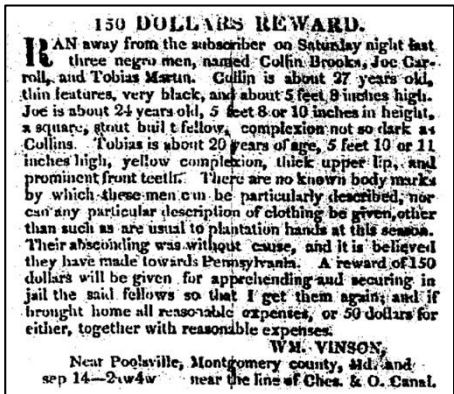 150 DOLLARS REWARD.
RAN away from the subscriber on Saturday night last
three negro men, named Collin Brooks, Joe Car-
roll, and Tobias Martin. Collin is about 27 years old,
thin features, very black, and about 5 feet 8 inches high.
Joe is about 24 years old, 5 feet 8 or 10 inches in height,
a square, stout built fellow, complexion not so dark as
Collins. Tobias is about 20 years of age, 5 feet 10 or 11
inches high, yellow complexion, thick upper lip, and
prominent front teeth. There are no known body marks
by which these men can be particularly described, nor
can any particular description of clothing be given, other
than such as are usual to plantation hands at this season.
Their absconding was without cause, and it is believed
they have made towards Pennsylvania. A reward of 150
dollars will be given for apprehending and securing in
jail the said fellows so that I get them again, and if
brought home all reasonable expenses, or 50 dollars for
either, together with reasonable expenses.
WM. VINSON,
Near Poolsville, Montgomery county, Md. and
sep 14—2tw4w near the line of Ches. & O. Canal.